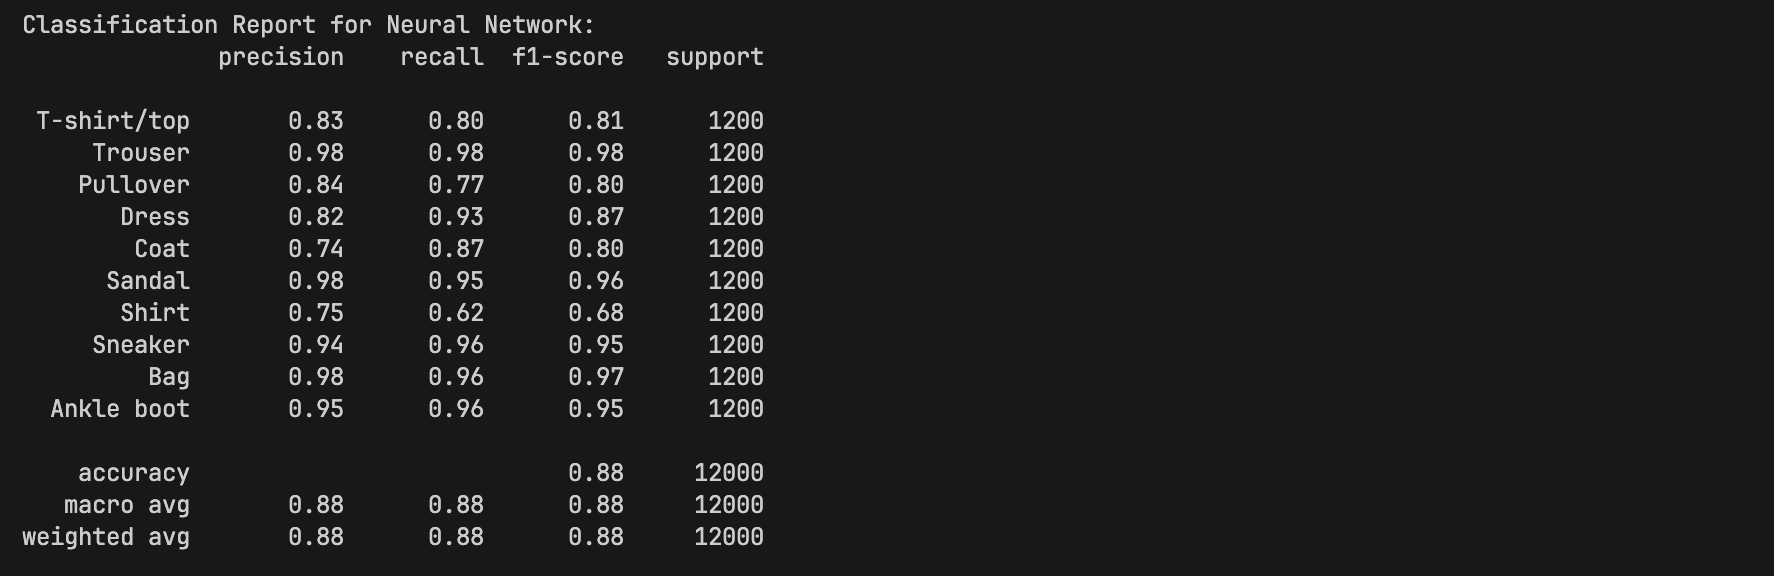 Classification Report for Neural Network:
              precision    recall  f1-score   support

 T-shirt/top       0.83      0.80      0.81      1200
     Trouser       0.98      0.98      0.98      1200
    Pullover       0.84      0.77      0.80      1200
       Dress       0.82      0.93      0.87      1200
        Coat       0.74      0.87      0.80      1200
      Sandal       0.98      0.95      0.96      1200
       Shirt       0.75      0.62      0.68      1200
     Sneaker       0.94      0.96      0.95      1200
         Bag       0.98      0.96      0.97      1200
  Ankle boot       0.95      0.96      0.95      1200

    accuracy                           0.88     12000
   macro avg       0.88      0.88      0.88     12000
weighted avg       0.88      0.88      0.88     12000